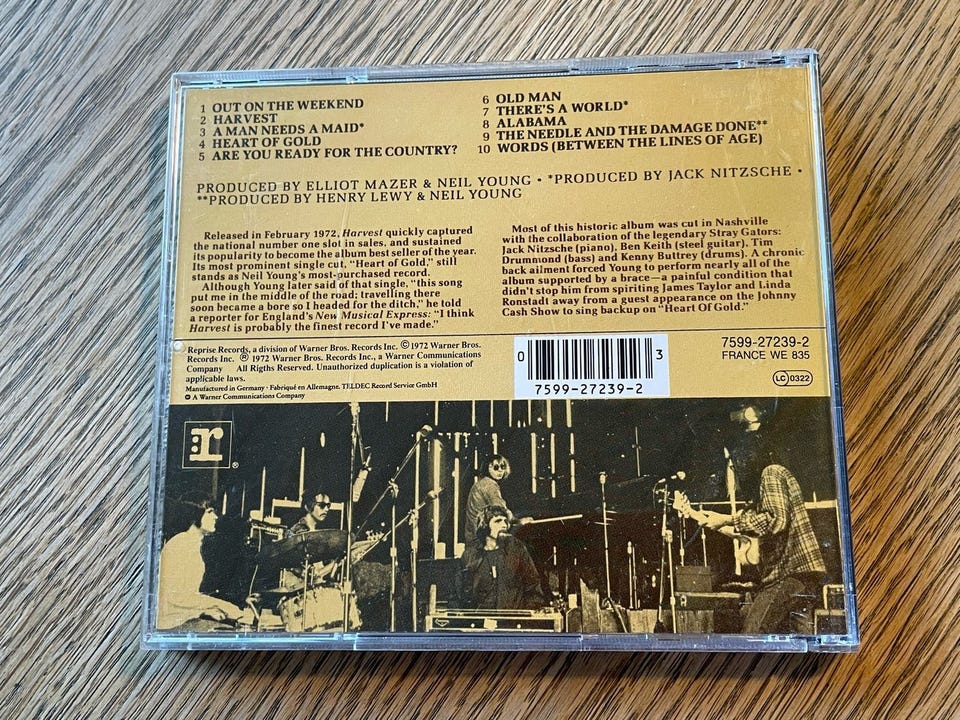 1 OUT ON THE WEEKEND
2 HARVEST
3 A MAN NEEDS A MAID*
4 HEART OF GOLD
5 ARE YOU READY FOR THE COUNTRY?
6 OLD MAN
7 THERE'S A WORLD*
8 ALABAMA
9 THE NEEDLE AND THE DAMAGE DONE**
10 WORDS (BETWEEN THE LINES OF AGE)
PRODUCED BY ELLIOT MAZER & NEIL YOUNG • *PRODUCED BY JACK NITZSCHE •
**PRODUCED BY HENRY LEWY & NEIL YOUNG
Released in February 1972, Harvest quickly captured
the national number one slot in sales, and sustained
its popularity to become the album best seller of the year.
Its most prominent single cut, "Heart of Gold," still
stands as Neil Young's most-purchased record.
Although Young later said of that single, "this song
put me in the middle of the road; travelling there
soon became a bore so I headed for the ditch," he told
a reporter for England's New Musical Express: "I think
Harvest is probably the finest record I've made."
Most of this historic album was cut in Nashville
with the collaboration of the legendary Stray Gators:
Jack Nitzsche (piano), Ben Keith (steel guitar), Tim
Drummond (bass) and Kenny Buttrey (drums). A chronic
back ailment forced Young to perform nearly all of the
album supported by a brace—a painful condition that
didn't stop him from spiriting James Taylor and Linda
Ronstadt away from a guest appearance on the Johnny
Cash Show to sing backup on "Heart Of Gold."
Reprise Records, a division of Warner Bros. Records Inc. ©1972 Warner Bros.
Records Inc. ℗ 1972 Warner Bros. Records Inc., a Warner Communications
Company All Rigths Reserved. Unauthorized duplication is a violation of
applicable laws.
Manufactured in Germany · Fabriqué en Allemagne. TELDEC Record Service GmbH
A Warner Communications Company
0 3
7599-27239-2
7599-27239-2
FRANCE WE 835
LC 0322
:r
®